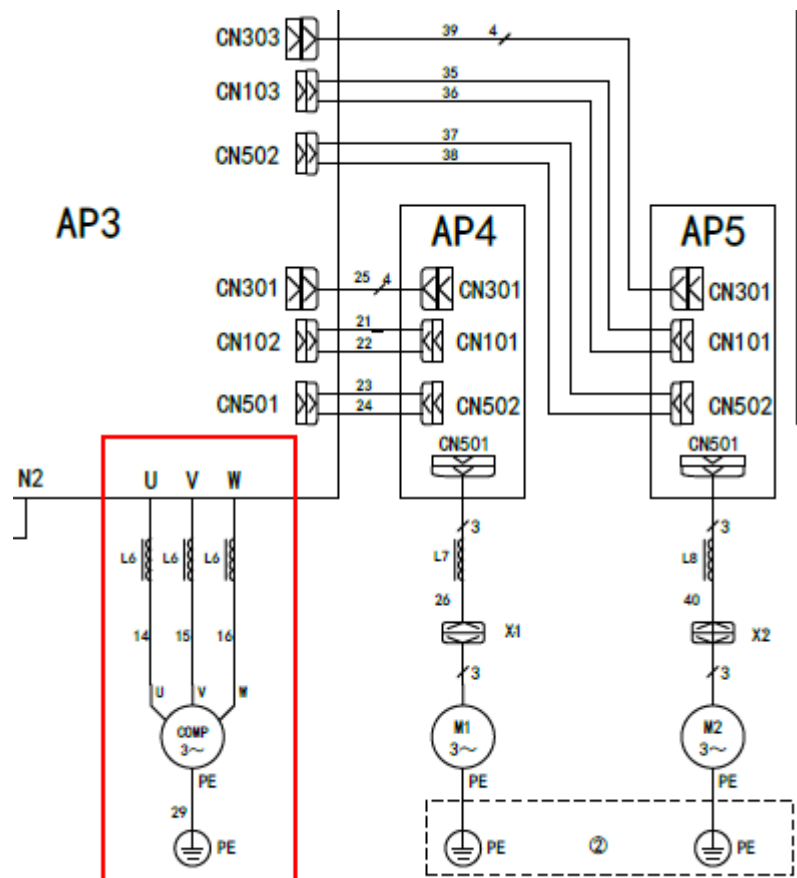 CN303 39 4
CN103 35
36
CN502 37
38
AP3 AP4 AP5
CN301 25 4 CN301 CN301
CN102 21 CN101 CN101
22
CN501 23 CN502 CN502
24
CN501 CN501
N2 U V W
3 3
L6 L6 L6 L7 L8
26 40
14 15 16 X1 X2
3 3
U V W
COMP M1 M2
3～ 3～ 3～
PE PE PE
29
PE PE ② PE